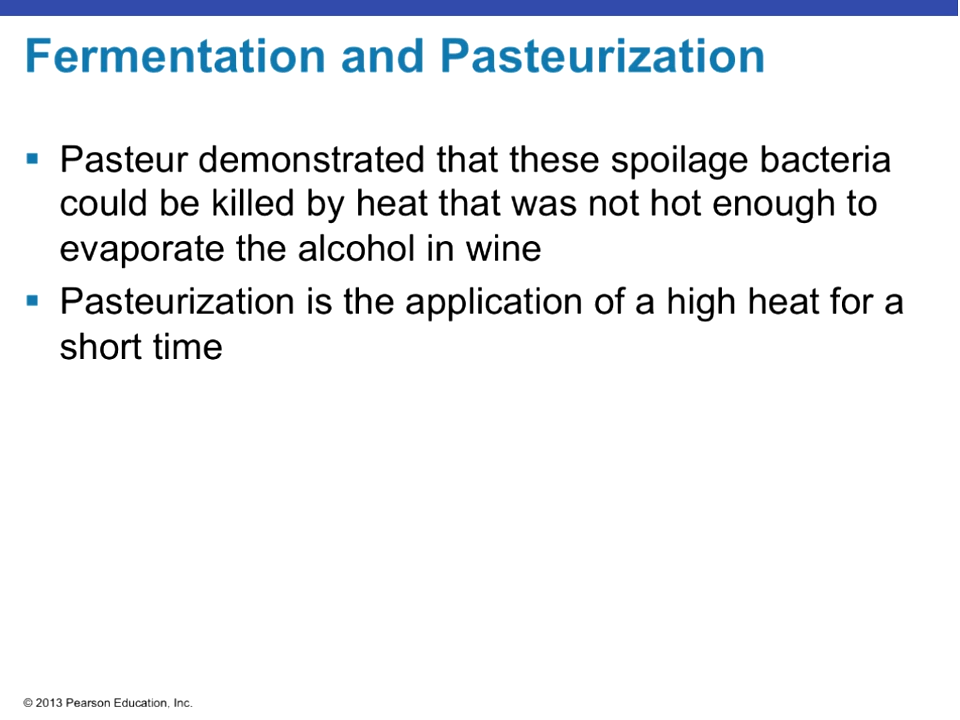 Fermentation and Pasteurization
▪ Pasteur demonstrated that these spoilage bacteria
could be killed by heat that was not hot enough to
evaporate the alcohol in wine
▪ Pasteurization is the application of a high heat for a
short time
© 2013 Pearson Education, Inc.